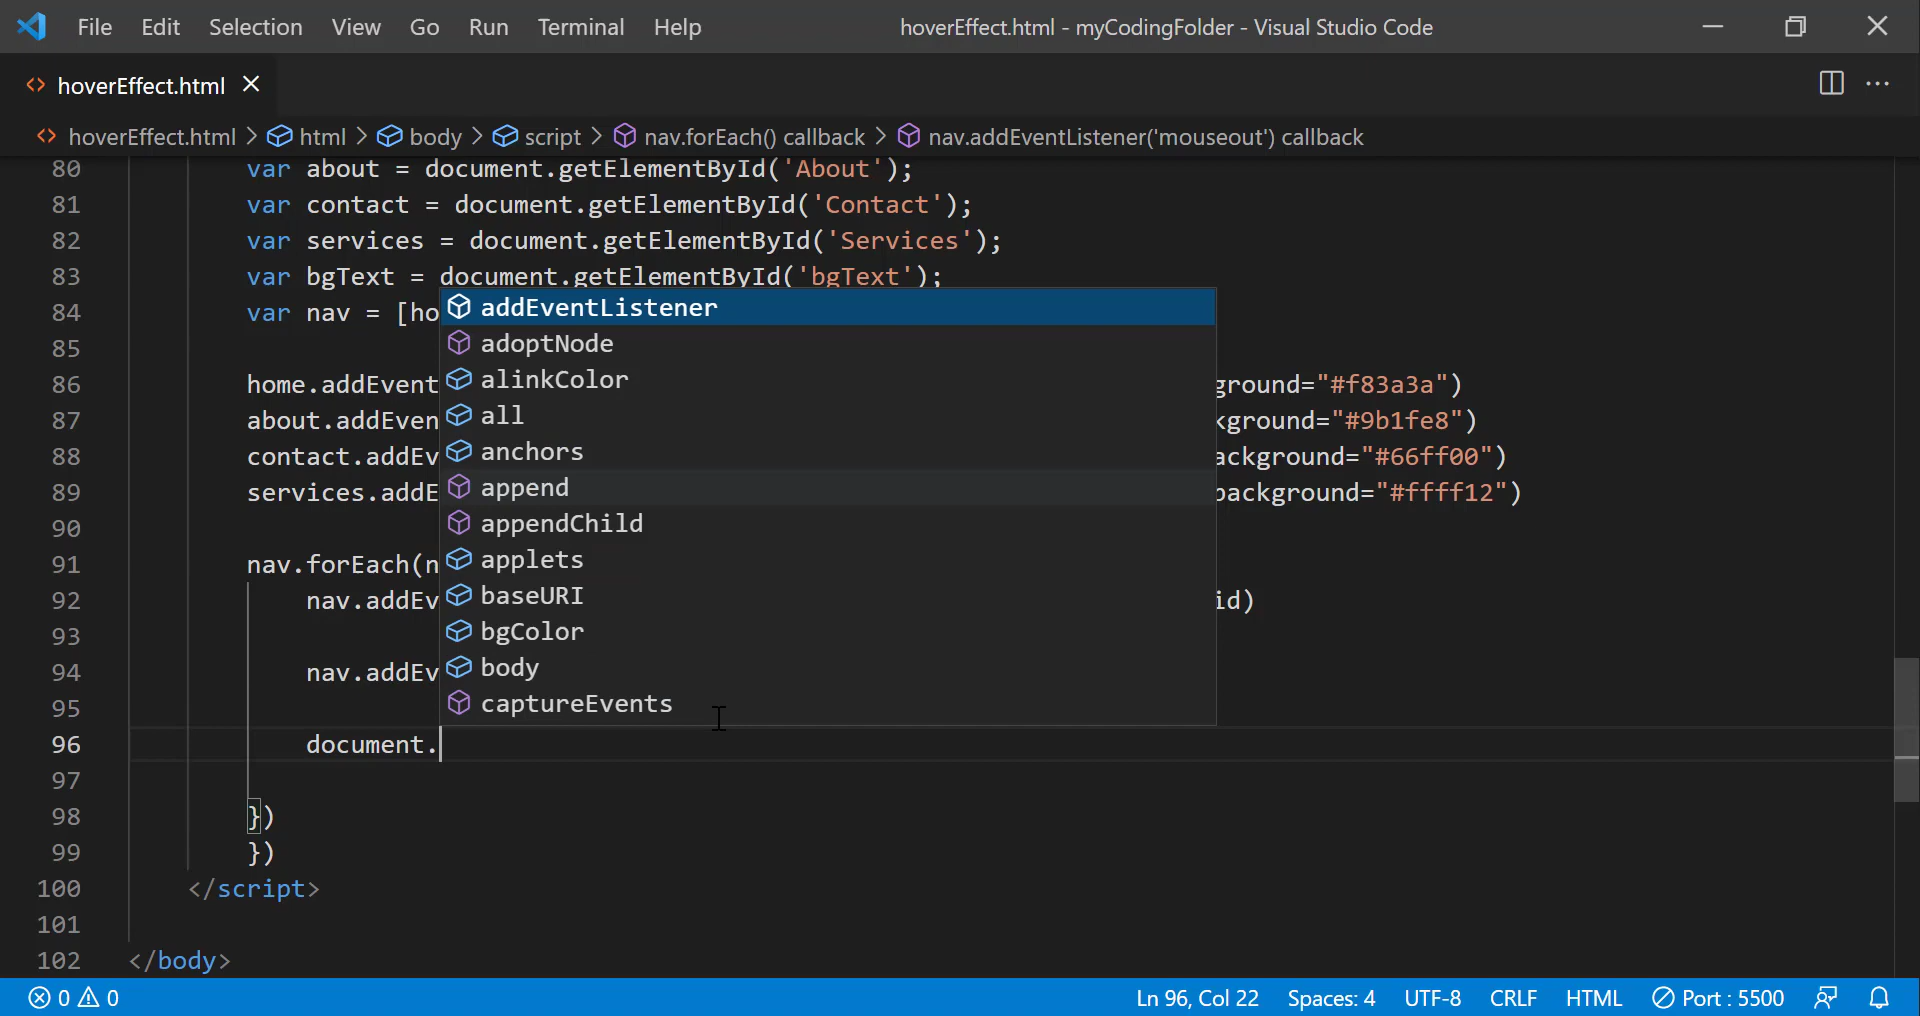 File Edit Selection View Go Run Terminal Help hoverEffect.html - myCodingFolder - Visual Studio Code
hoverEffect.html
hoverEffect.html > html > body > script > nav.forEach() callback > nav.addEventListener('mouseout') callback
80 var about = document.getElementById('About');
81 var contact = document.getElementById('Contact');
82 var services = document.getElementById('Services');
83 var bgText = document.getElementById('bgText');
84 var nav = [ho
85
86 home.addEvent ground="#f83a3a")
87 about.addEven kground="#9b1fe8")
88 contact.addEv ackground="#66ff00")
89 services.addE background="#ffff12")
90
91 nav.forEach(n
92 nav.addEv id)
93
94 nav.addEv
95
96 document.
97
98 })
99 })
100 </script>
101
102 </body>
addEventListener
adoptNode
alinkColor
all
anchors
append
appendChild
applets
baseURI
bgColor
body
captureEvents
0 0 Ln 96, Col 22 Spaces: 4 UTF-8 CRLF HTML Port : 5500